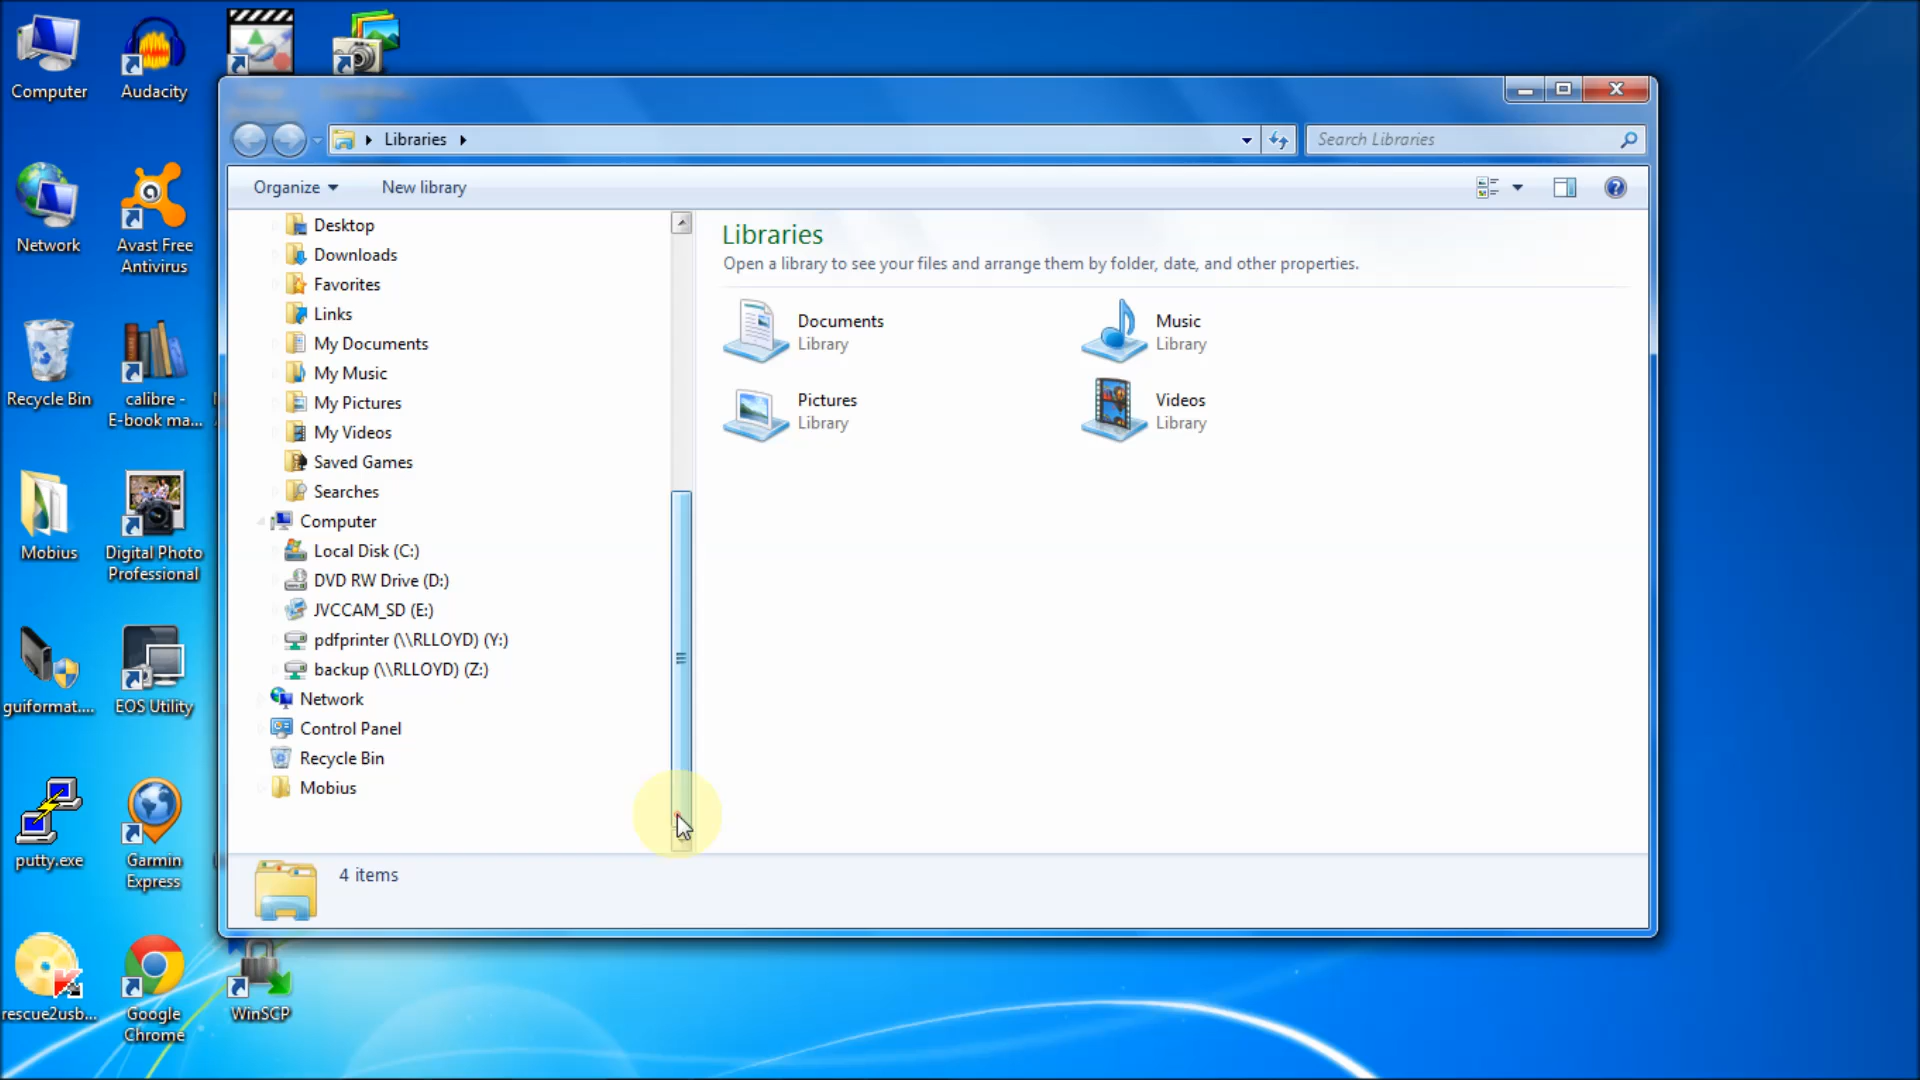 Computer
Audacity
Network
Avast Free
Antivirus
Recycle Bin
calibre -
E-book ma...
Mobius
Digital Photo
Professional
guiformat....
EOS Utility
putty.exe
Garmin
Express
rescue2usb...
Google
Chrome
WinSCP
Libraries
Search Libraries
Organize
New library
Desktop
Downloads
Favorites
Links
My Documents
My Music
My Pictures
My Videos
Saved Games
Searches
Computer
Local Disk (C:)
DVD RW Drive (D:)
JVCCAM_SD (E:)
pdfprinter (\\RLLOYD) (Y:)
backup (\\RLLOYD) (Z:)
Network
Control Panel
Recycle Bin
Mobius
Libraries
Open a library to see your files and arrange them by folder, date, and other properties.
Documents
Library
Music
Library
Pictures
Library
Videos
Library
4 items